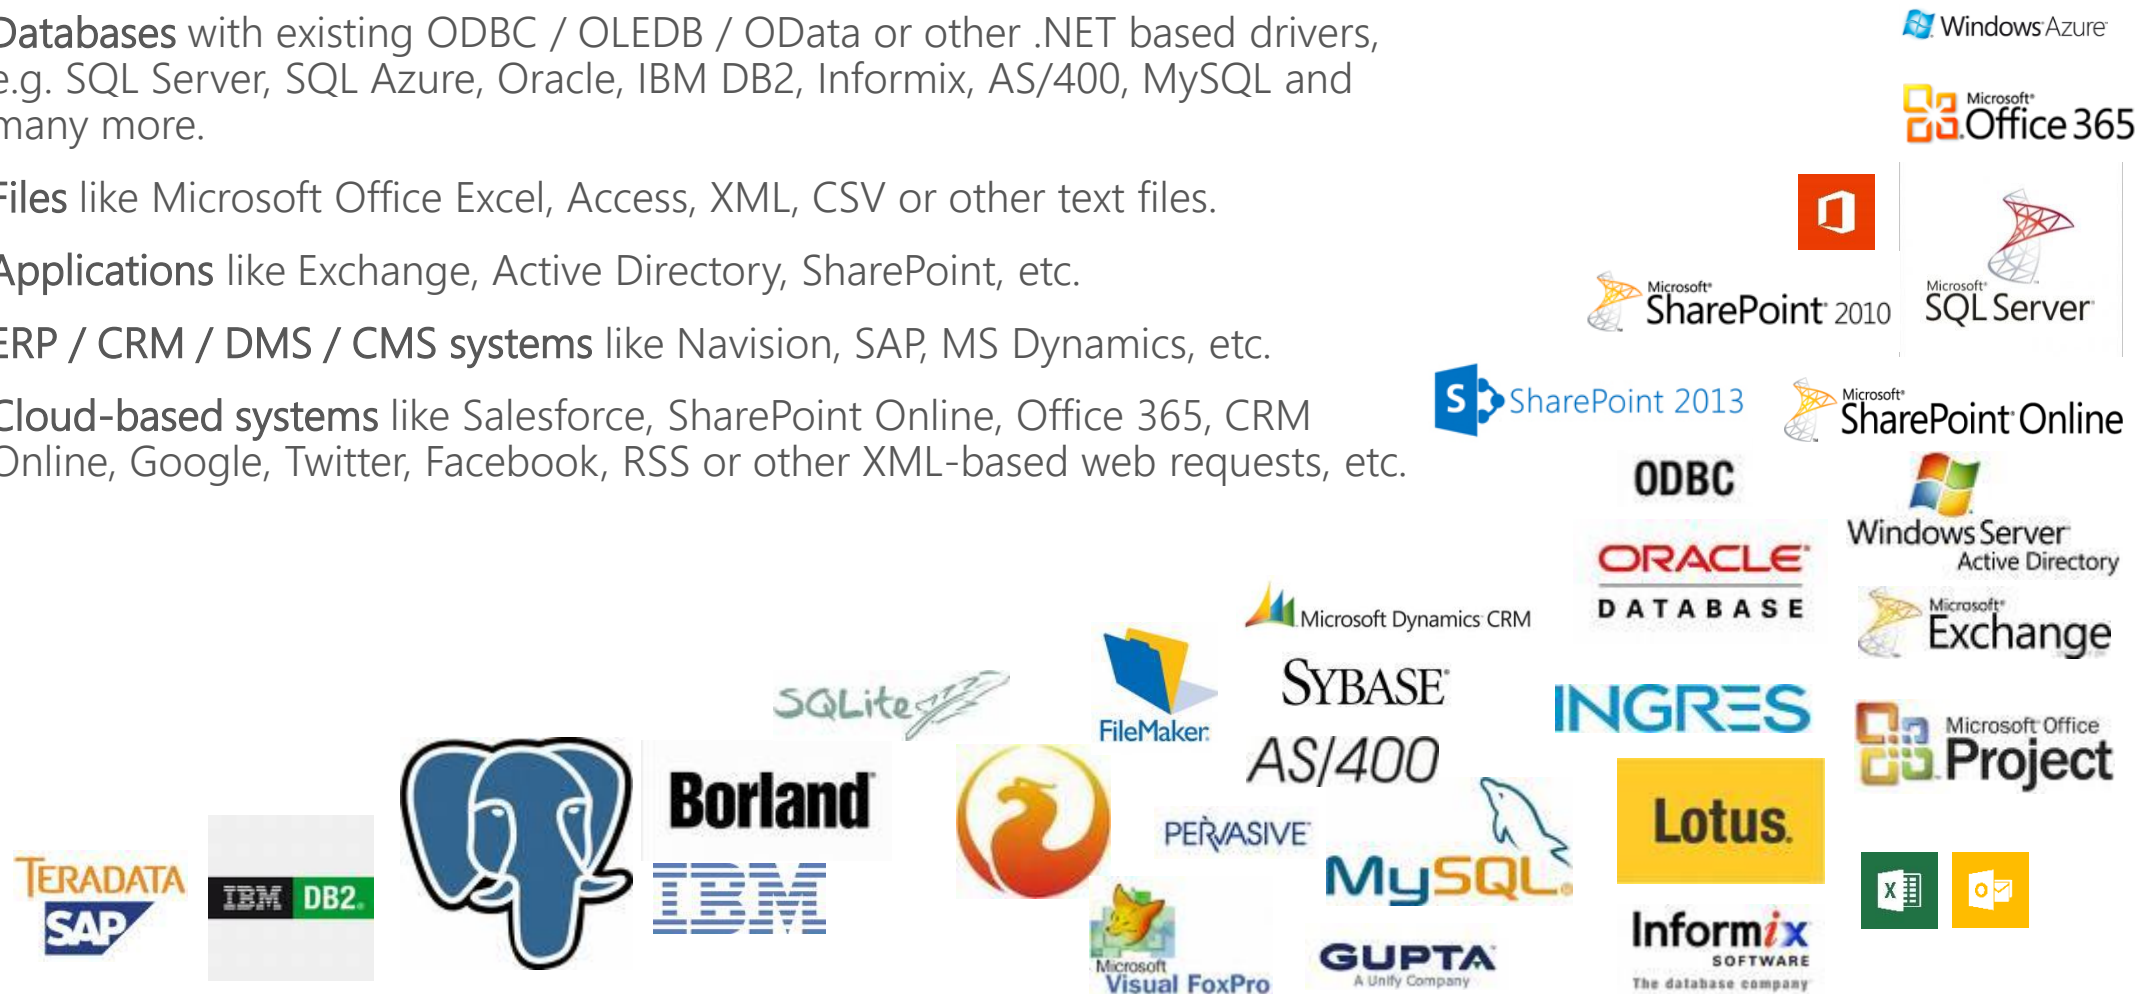 Databases with existing ODBC / OLEDB / OData or other .NET based drivers,
e.g. SQL Server, SQL Azure, Oracle, IBM DB2, Informix, AS/400, MySQL and
many more.
Files like Microsoft Office Excel, Access, XML, CSV or other text files.
Applications like Exchange, Active Directory, SharePoint, etc.
ERP / CRM / DMS / CMS systems like Navision, SAP, MS Dynamics, etc.
Cloud-based systems like Salesforce, SharePoint Online, Office 365, CRM
Online, Google, Twitter, Facebook, RSS or other XML-based web requests, etc.
Windows Azure
Microsoft®
Office 365
Microsoft®
SharePoint 2010
Microsoft®
SQL Server
S SharePoint 2013
Microsoft®
SharePoint Online
ODBC
Windows Server
Active Directory
ORACLE®
DATABASE
Microsoft Dynamics CRM
Microsoft®
Exchange
FileMaker
SYBASE®
INGRES
SQLite
Microsoft Office
Project
AS/400
Borland
PERVASIVE
MySQL®
Lotus.
TERADATA
SAP
IBM DB2.
IBM
X
O
Microsoft
Visual FoxPro
GUPTA
A Unify Company
Informix
SOFTWARE
The database company